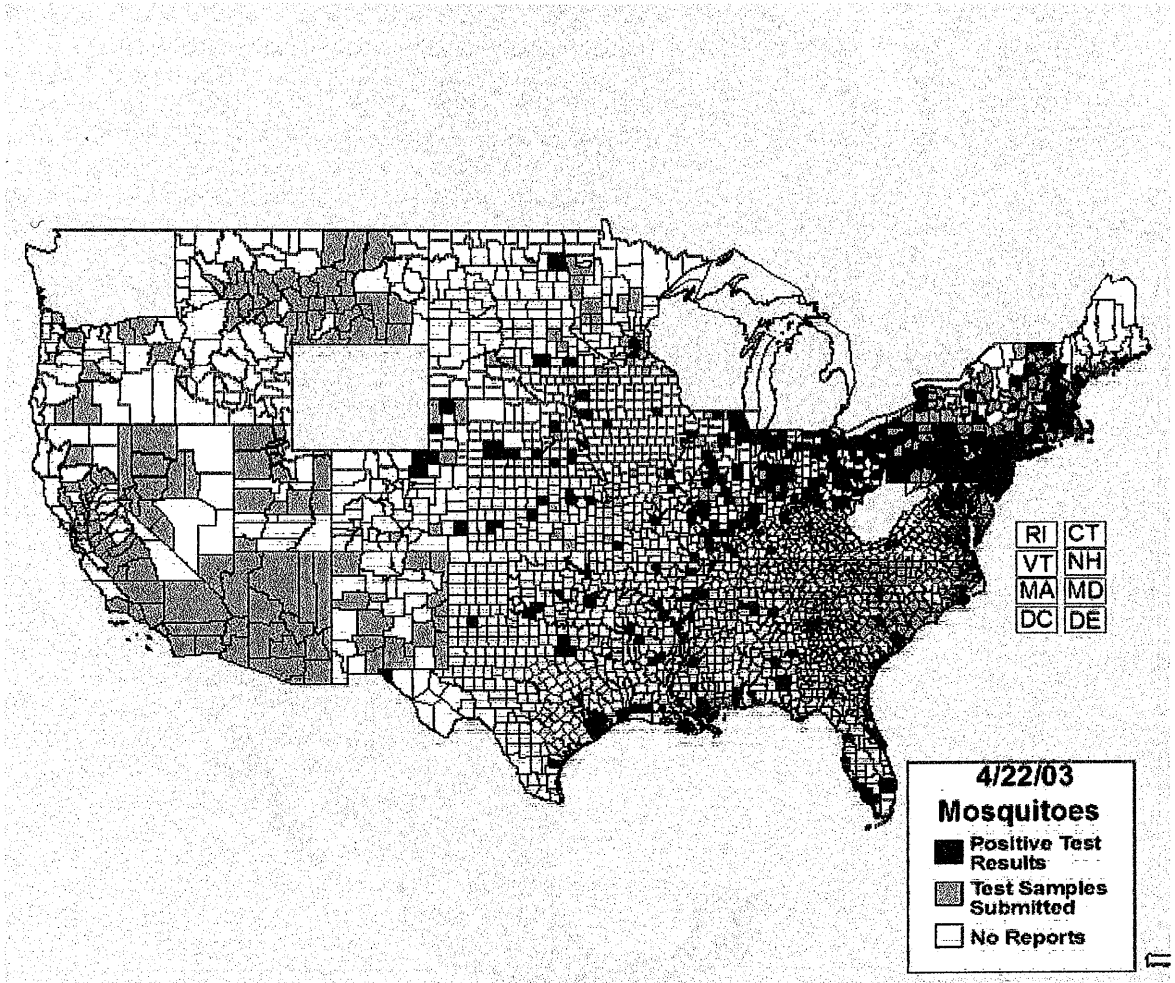 RI CT
VT NH
MA MD
DC DE
4/22/03
Mosquitoes
Positive Test
Results
Test Samples
Submitted
No Reports